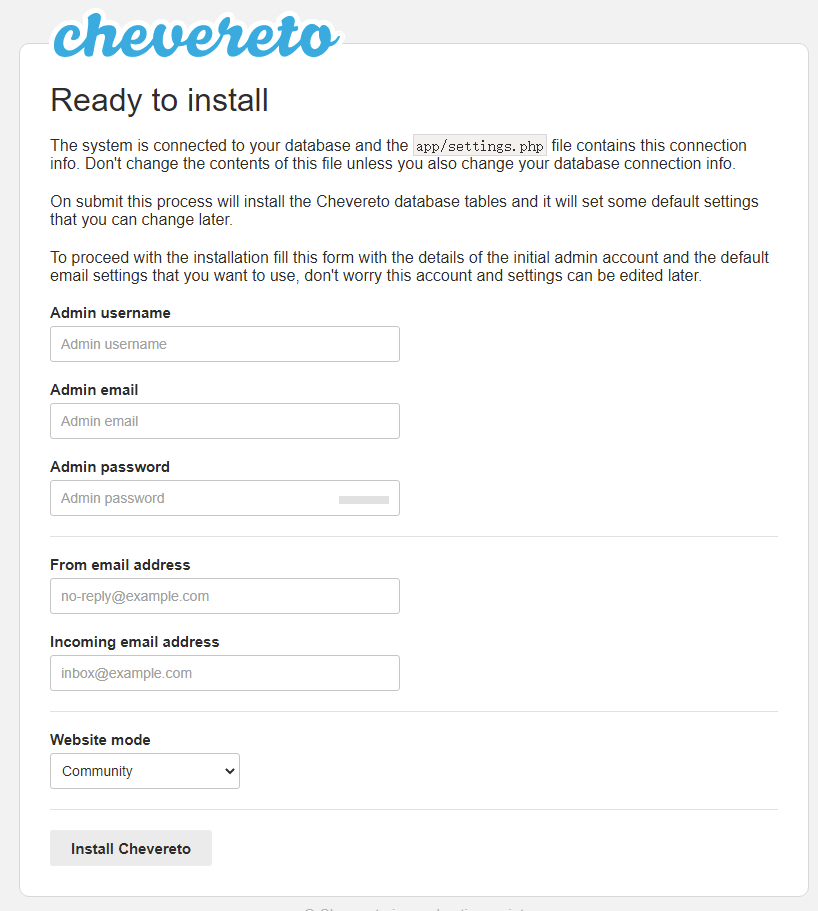 chevereto
Ready to install
The system is connected to your database and the app/settings.php file contains this connection
info. Don't change the contents of this file unless you also change your database connection info.
On submit this process will install the Chevereto database tables and it will set some default settings
that you can change later.
To proceed with the installation fill this form with the details of the initial admin account and the default
email settings that you want to use, don't worry this account and settings can be edited later.
Admin username
Admin username
Admin email
Admin email
Admin password
Admin password
From email address
no-reply@example.com
Incoming email address
inbox@example.com
Website mode
Community
Install Chevereto